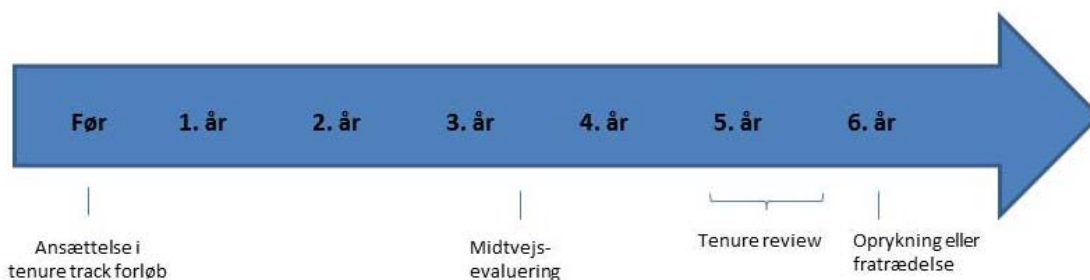 Før 1. år 2. år 3. år 4. år 5. år 6. år
Ansættelse i
tenure track forløb
Midtvejs-
evaluering
Tenure review
Oprykning eller
fratrædelse